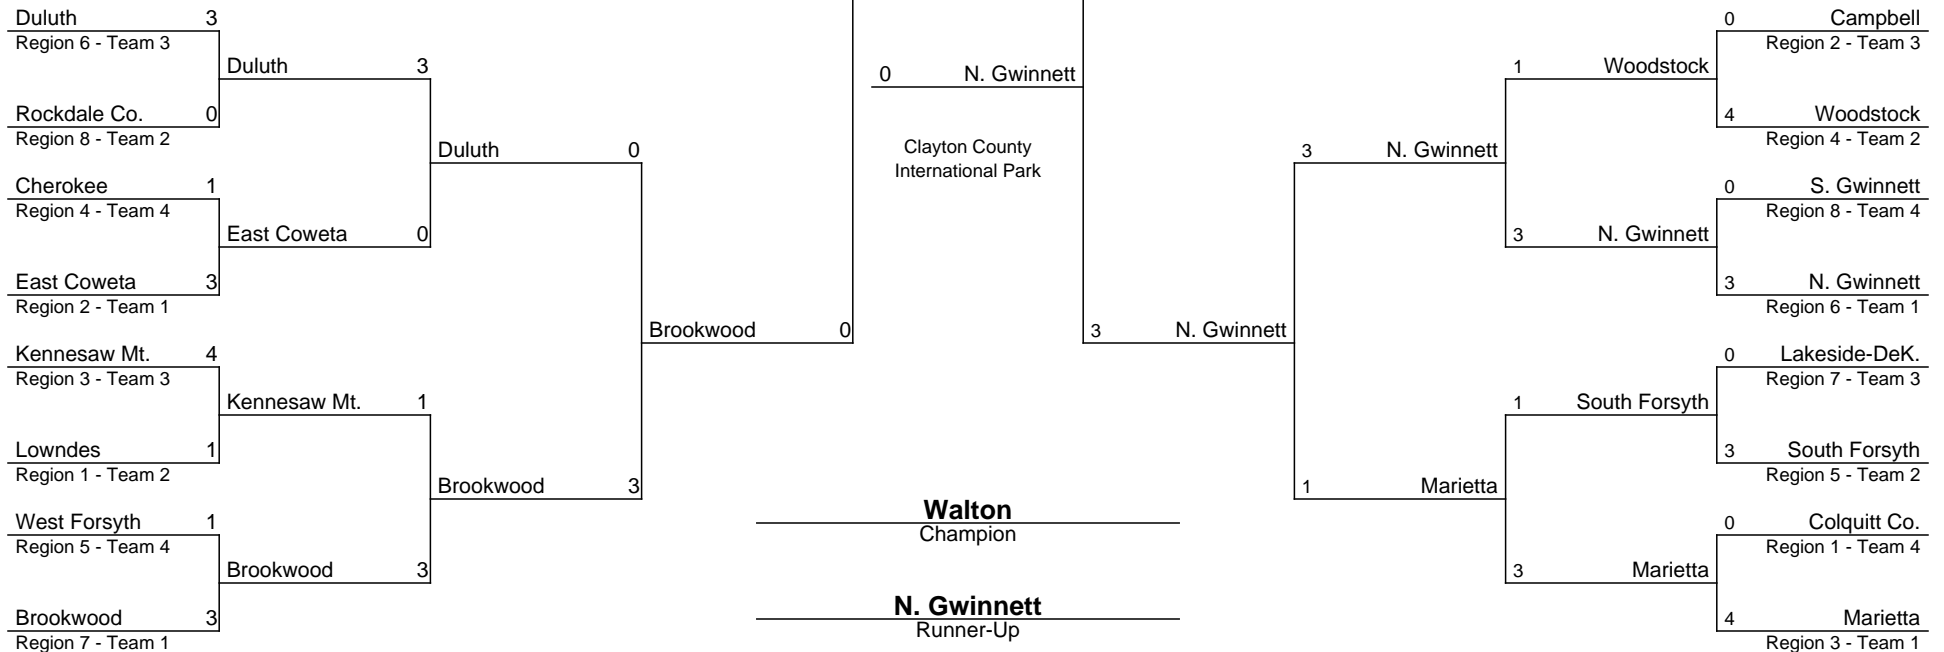 Duluth 3
Region 6 - Team 3
Duluth 3
Rockdale Co. 0
Region 8 - Team 2
Duluth 0
Cherokee 1
Region 4 - Team 4
East Coweta 0
East Coweta 3
Region 2 - Team 1
Brookwood 0
Kennesaw Mt. 4
Region 3 - Team 3
Kennesaw Mt. 1
Lowndes 1
Region 1 - Team 2
Brookwood 3
West Forsyth 1
Region 5 - Team 4
Brookwood 3
Brookwood 3
Region 7 - Team 1
0 N. Gwinnett
Clayton County
International Park
Walton
Champion
N. Gwinnett
Runner-Up
0 Campbell
Region 2 - Team 3
1 Woodstock
4 Woodstock
Region 4 - Team 2
3 N. Gwinnett
0 S. Gwinnett
Region 8 - Team 4
3 N. Gwinnett
3 N. Gwinnett
Region 6 - Team 1
3 N. Gwinnett
0 Lakeside-DeK.
Region 7 - Team 3
1 South Forsyth
3 South Forsyth
Region 5 - Team 2
1 Marietta
0 Colquitt Co.
Region 1 - Team 4
3 Marietta
4 Marietta
Region 3 - Team 1